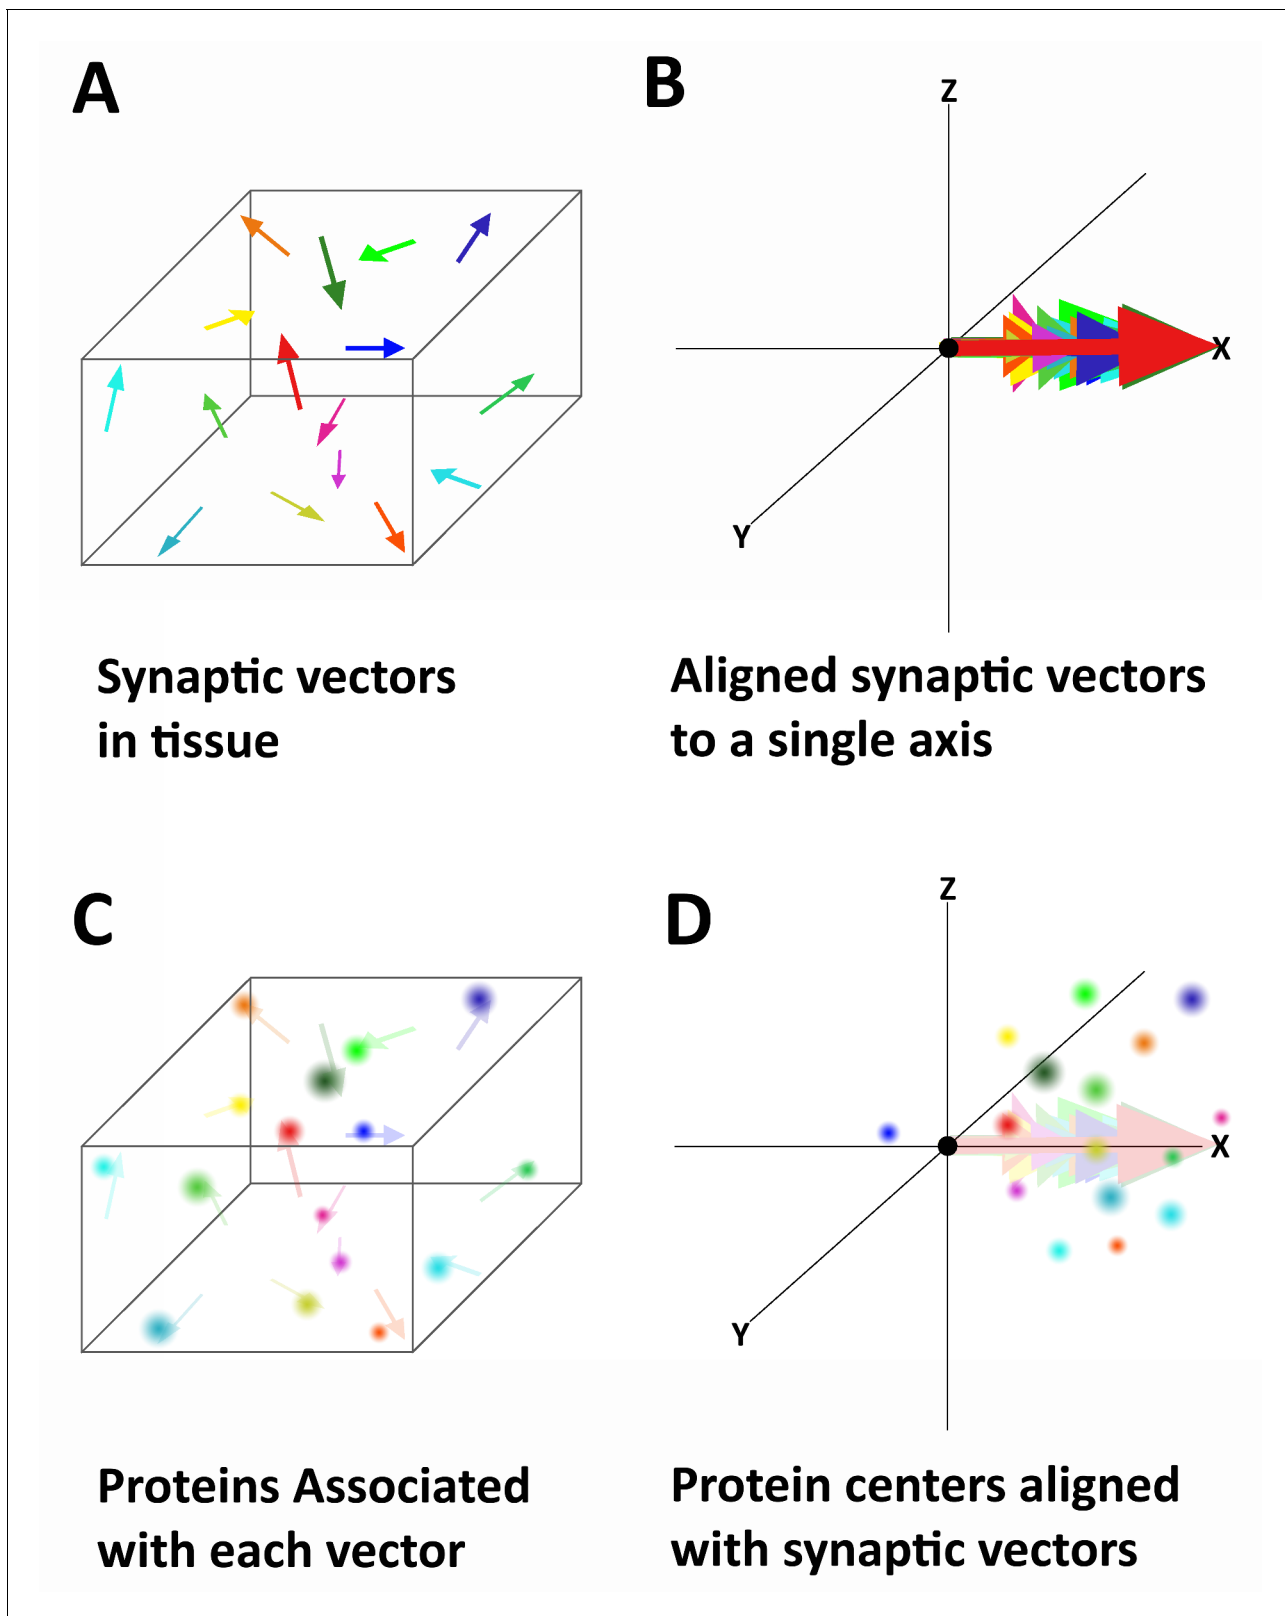 A
B
Z
X
Y
Synaptic vectors
in tissue
Aligned synaptic vectors
to a single axis
C
D
Z
X
Y
Proteins Associated
with each vector
Protein centers aligned
with synaptic vectors